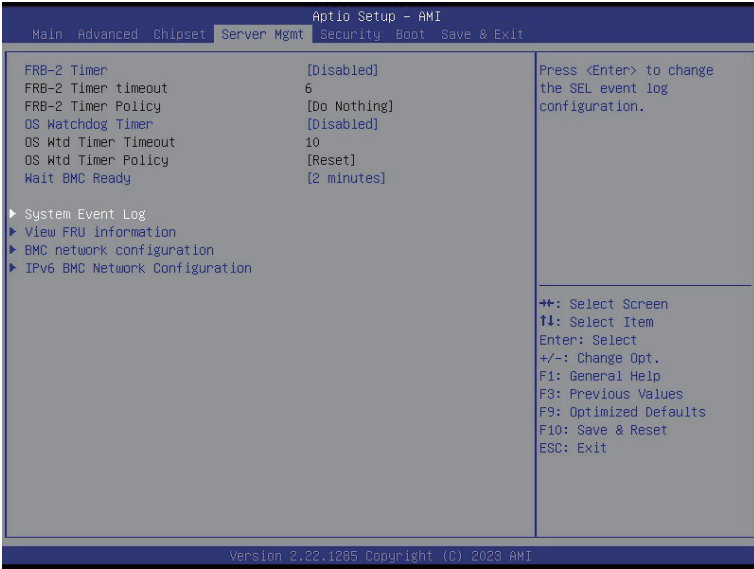 Aptio Setup - AMI
Main Advanced Chipset Server Mgmt Security Boot Save & Exit
FRB-2 Timer [Disabled]
FRB-2 Timer timeout 6
FRB-2 Timer Policy [Do Nothing]
OS Watchdog Timer [Disabled]
OS Wtd Timer Timeout 10
OS Wtd Timer Policy [Reset]
Wait BMC Ready [2 minutes]
System Event Log
View FRU information
BMC network configuration
IPv6 BMC Network Configuration
Press <Enter> to change
the SEL event log
configuration.
→←: Select Screen
↑↓: Select Item
Enter: Select
+/-: Change Opt.
F1: General Help
F3: Previous Values
F9: Optimized Defaults
F10: Save & Reset
ESC: Exit
Version 2.22.1285 Copyright (C) 2023 AMI